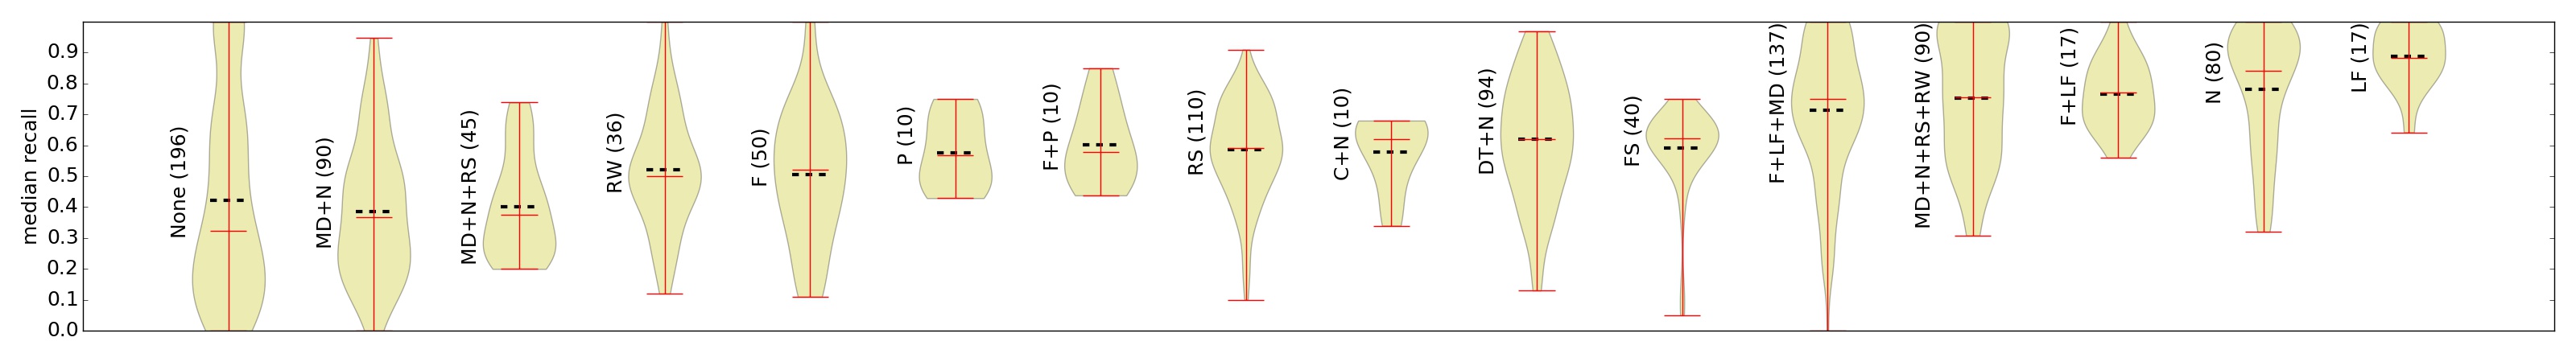 median recall
0.9
0.8
0.7
0.6
0.5
0.4
0.3
0.2
0.1
0.0
None (196)
MD+N (90)
MD+N+RS (45)
RW (36)
F (50)
P (10)
F+P (10)
RS (110)
C+N (10)
DT+N (94)
FS (40)
F+LF+MD (137)
MD+N+RS+RW (90)
F+LF (17)
N (80)
LF (17)